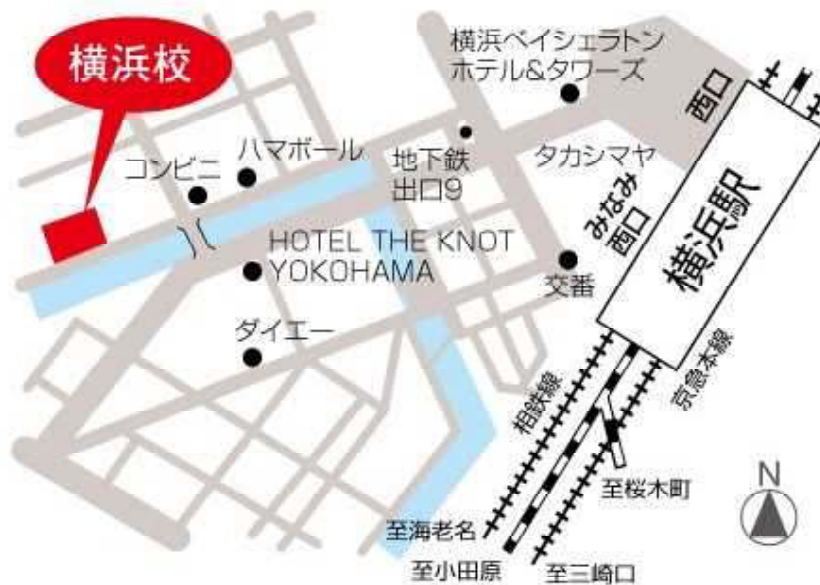 横浜校
横浜ベイシェラトン
ホテル&タワーズ
西口
コンビニ
ハマボール
地下鉄
出口9
タカシマヤ
みなみ
西口
横浜駅
HOTEL THE KNOT
YOKOHAMA
交番
ダイエー
相鉄線
京急本線
至桜木町
N
至海老名
至小田原
至三崎口